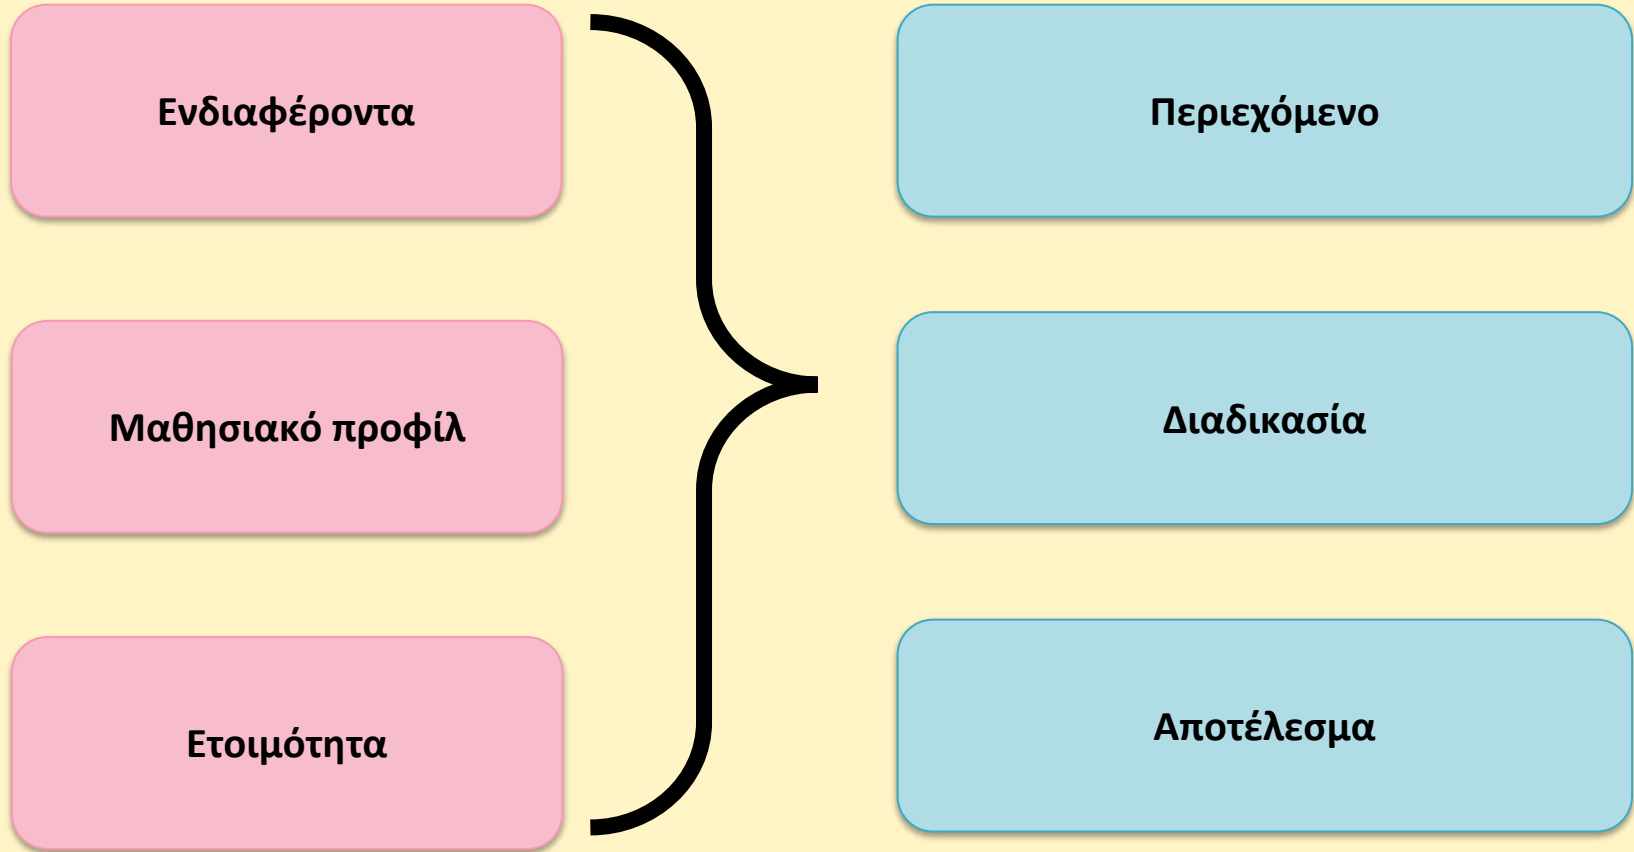 Ενδιαφέροντα
Μαθησιακό προφίλ
Ετοιμότητα
Περιεχόμενο
Διαδικασία
Αποτέλεσμα